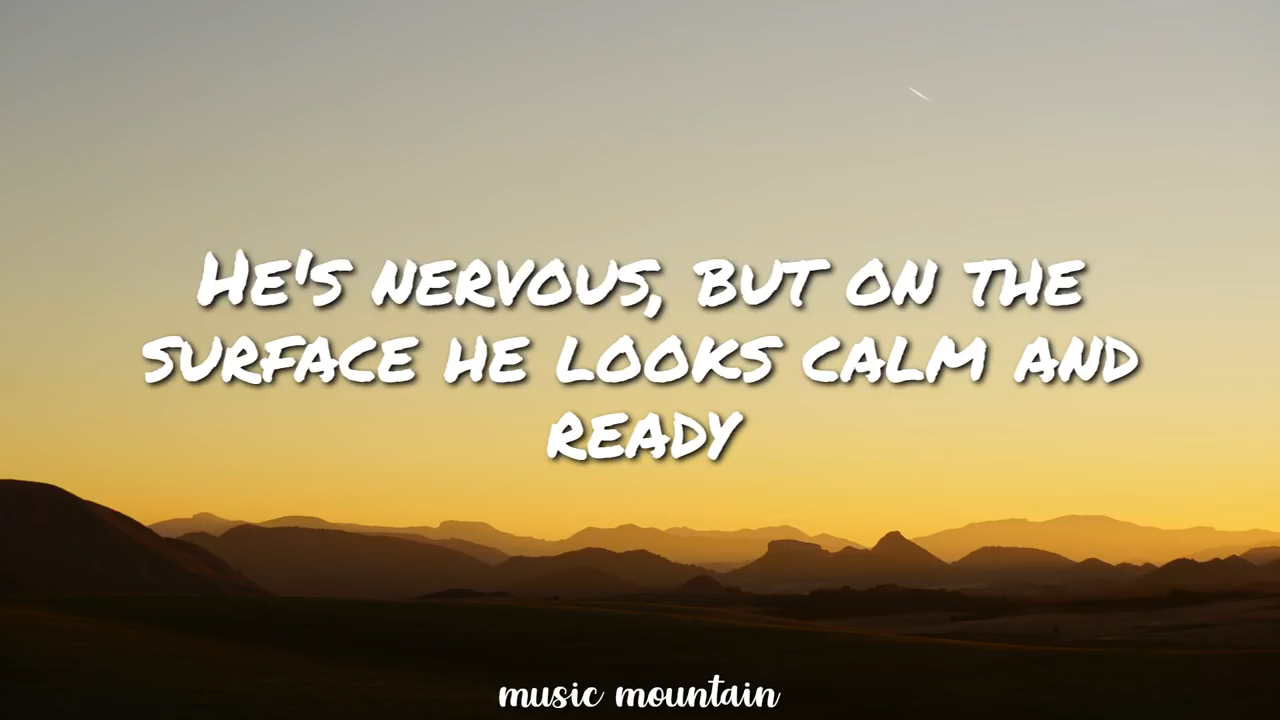 He's nervous, but on the
surface he looks calm and
ready
music mountain